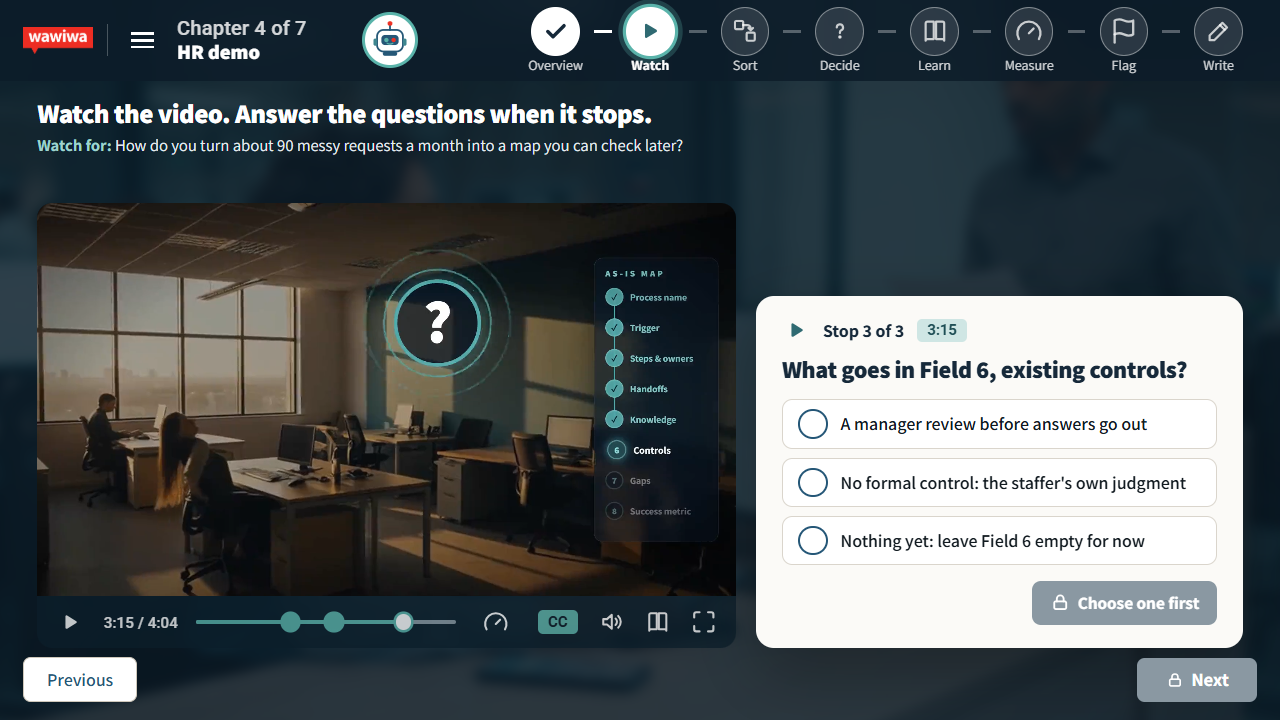 wawiwa
Chapter 4 of 7
HR demo
Overview
Watch
Sort
?
Decide
Learn
Measure
Flag
Write
Watch the video. Answer the questions when it stops.
Watch for: How do you turn about 90 messy requests a month into a map you can check later?
?
AS-IS MAP
Process name
Trigger
Steps & owners
Handoffs
Knowledge
6 Controls
7 Gaps
8 Success metric
3:15 / 4:04
CC
Stop 3 of 3 3:15
What goes in Field 6, existing controls?
A manager review before answers go out
No formal control: the staffer's own judgment
Nothing yet: leave Field 6 empty for now
Choose one first
Previous
Next